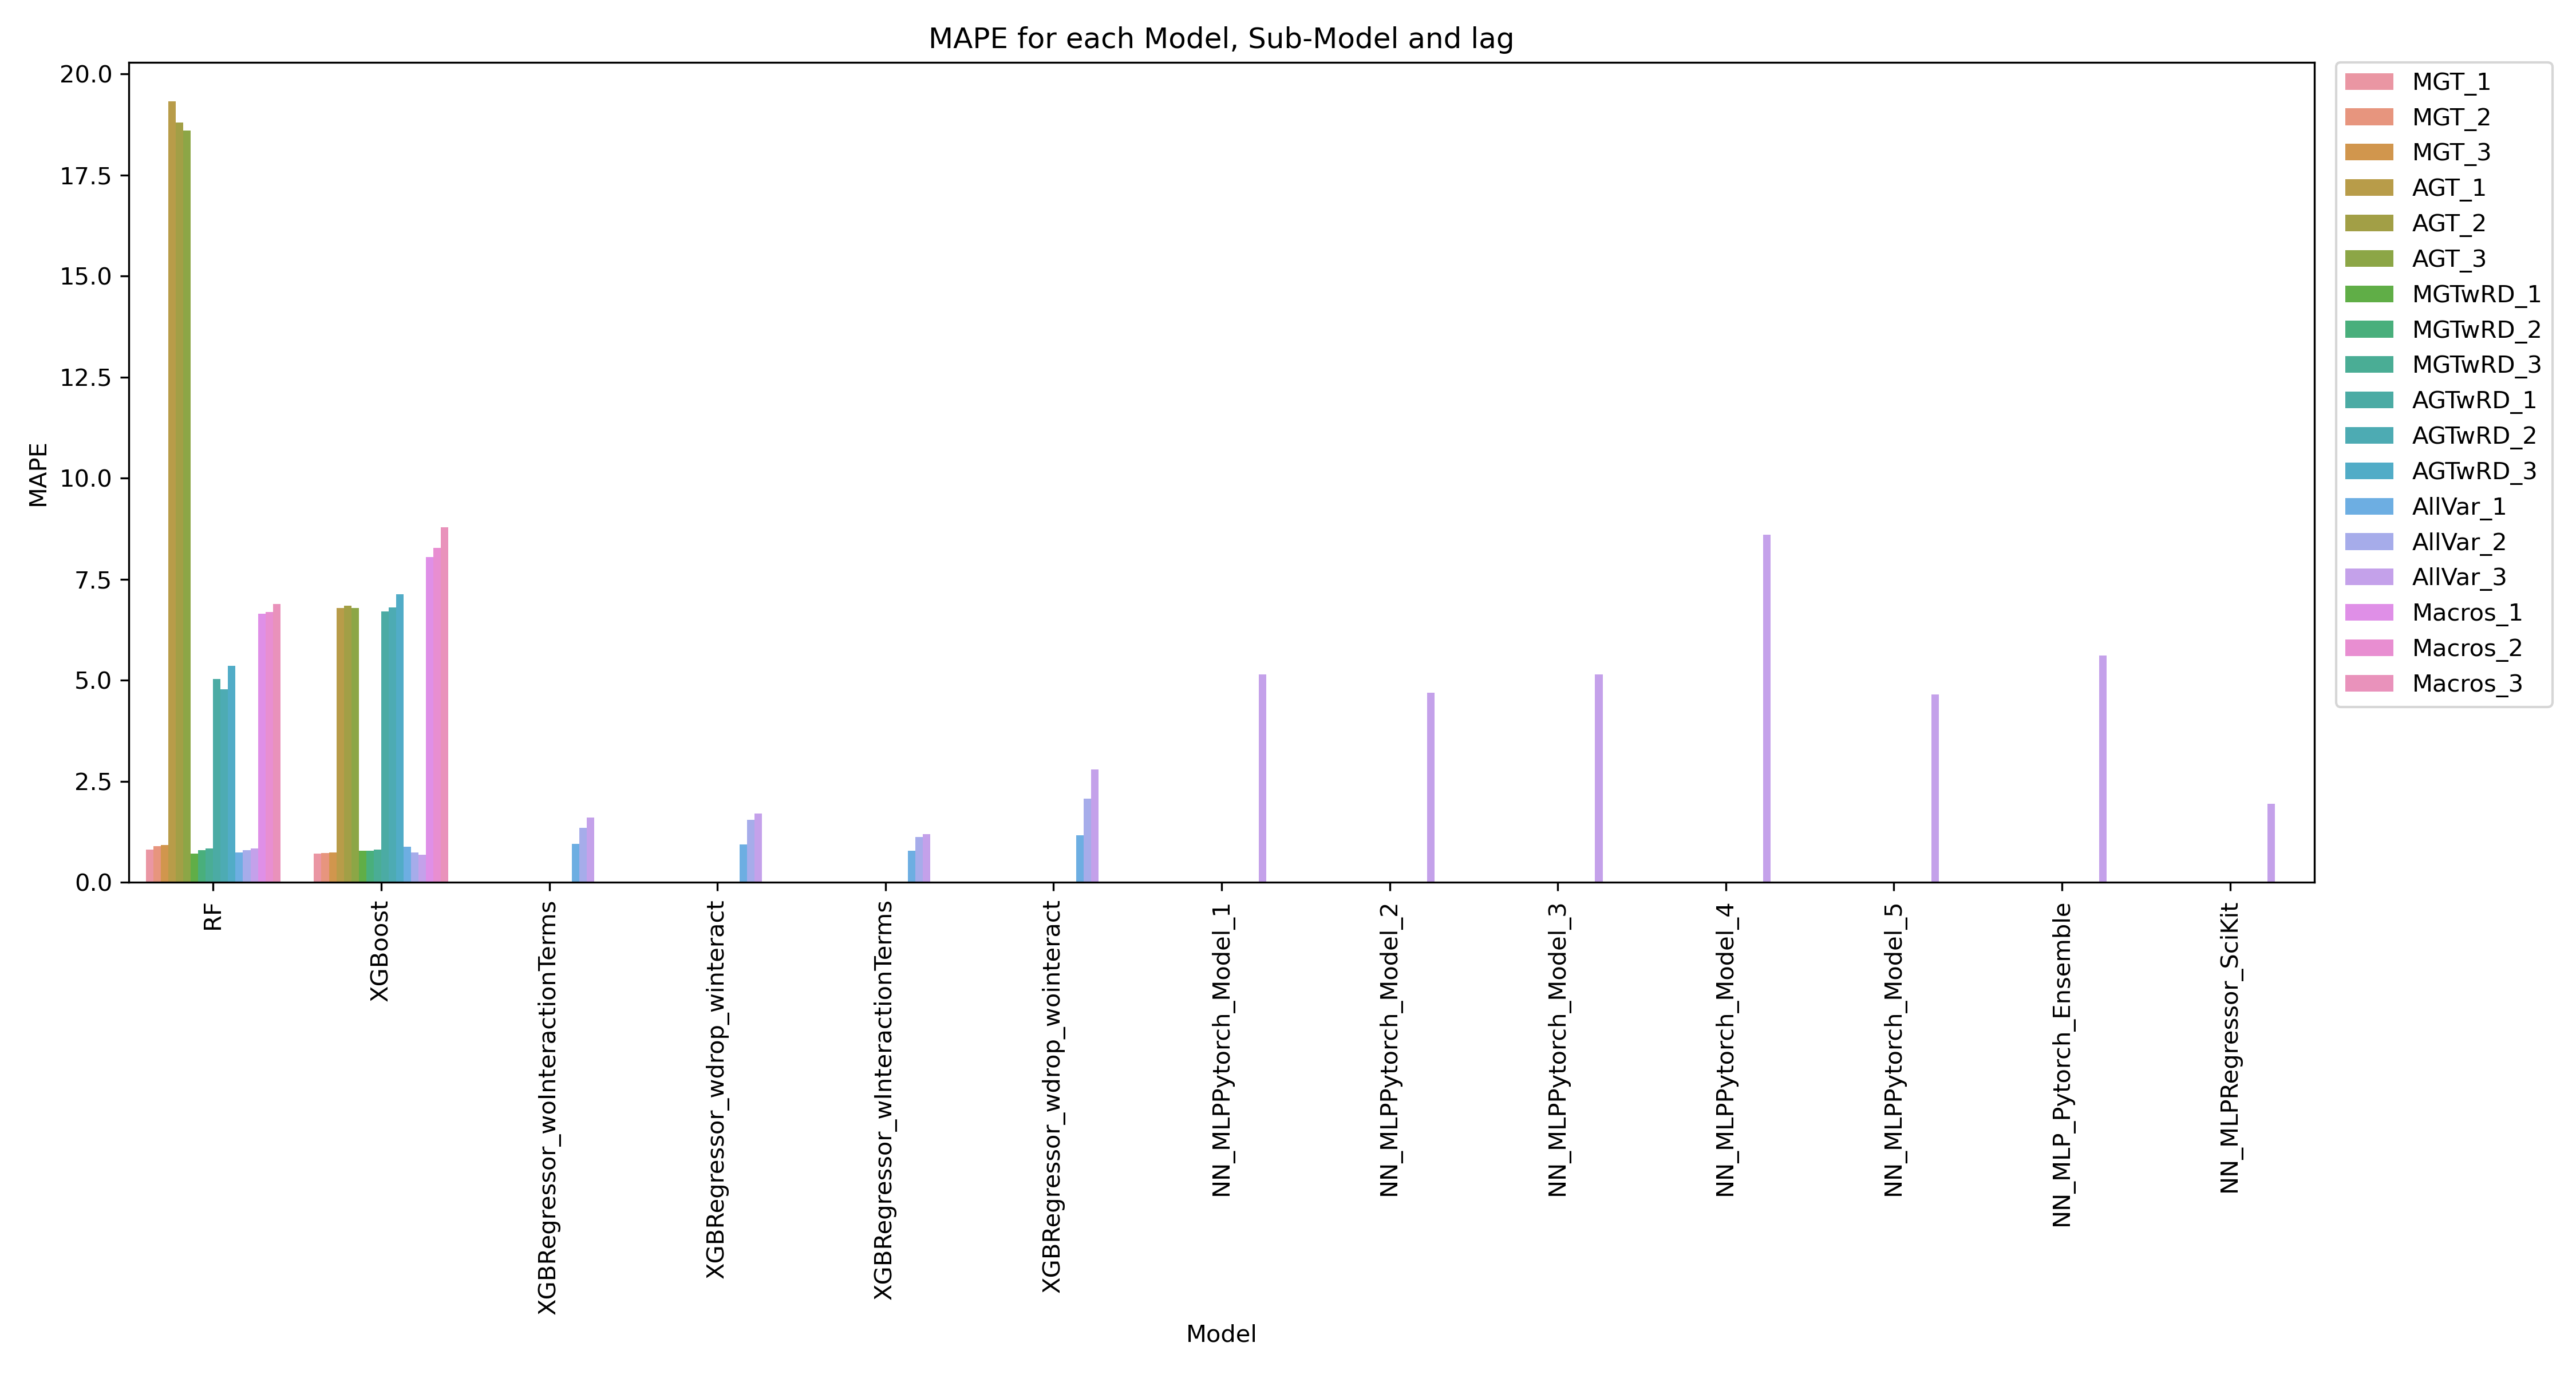 MAPE for each Model, Sub-Model and lag
MAPE
20.0
17.5
15.0
12.5
10.0
7.5
5.0
2.5
0.0
RF
XGBoost
XGBRegressor_woInteractionTerms
XGBRegressor_wdrop_winteract
XGBRegressor_wInteractionTerms
XGBRegressor_wdrop_wointeract
NN_MLPPytorch_Model_1
NN_MLPPytorch_Model_2
NN_MLPPytorch_Model_3
NN_MLPPytorch_Model_4
NN_MLPPytorch_Model_5
NN_MLP_Pytorch_Ensemble
NN_MLPRegressor_SciKit
Model
MGT_1
MGT_2
MGT_3
AGT_1
AGT_2
AGT_3
MGTwRD_1
MGTwRD_2
MGTwRD_3
AGTwRD_1
AGTwRD_2
AGTwRD_3
AllVar_1
AllVar_2
AllVar_3
Macros_1
Macros_2
Macros_3